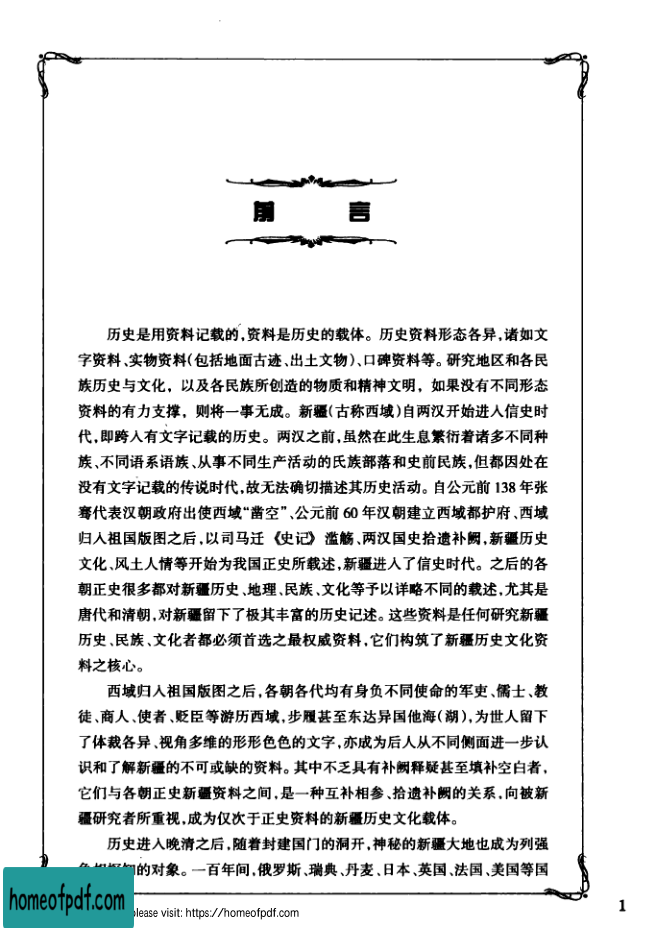 前 言
历史是用资料记载的,资料是历史的载体。历史资料形态各异,诸如文
字资料、实物资料(包括地面古迹、出土文物)、口碑资料等。研究地区和各民
族历史与文化，以及各民族所创造的物质和精神文明，如果没有不同形态
资料的有力支撑，则将一事无成。新疆(古称西域)自两汉开始进入信史时
代,即跨入有文字记载的历史。两汉之前,虽然在此生息繁衍着诸多不同种
族、不同语系语族、从事不同生产活动的氏族部落和史前民族,但都因处在
没有文字记载的传说时代,故无法确切描述其历史活动。自公元前 138 年张
骞代表汉朝政府出使西域“凿空”、公元前 60 年汉朝建立西域都护府、西域
归入祖国版图之后,以司马迁《史记》滥觞、两汉国史拾遗补阙,新疆历史
文化、风土人情等开始为我国正史所载述,新疆进入了信史时代。之后的各
朝正史很多都对新疆历史、地理、民族、文化等予以详略不同的载述,尤其是
唐代和清朝,对新疆留下了极其丰富的历史记述。这些资料是任何研究新疆
历史、民族、文化者都必须首选之最权威资料,它们构筑了新疆历史文化资
料之核心。
西域归入祖国版图之后,各朝各代均有身负不同使命的军吏、儒士、教
徒、商人、使者、贬臣等游历西域,步履甚至东达异国他海(湖),为世人留下
了体裁各异、视角多维的形形色色的文字,亦成为后人从不同侧面进一步认
识和了解新疆的不可或缺的资料。其中不乏具有补阙释疑甚至填补空白者,
它们与各朝正史新疆资料之间,是一种互补相参、拾遗补阙的关系,向被新
疆研究者所重视,成为仅次于正史资料的新疆历史文化载体。
历史进入晚清之后,随着封建国门的洞开,神秘的新疆大地也成为列强
的对象。一百年间,俄罗斯、瑞典、丹麦、日本、英国、法国、美国等国
homeofpdf.com
please visit: https://homeofpdf.com
1